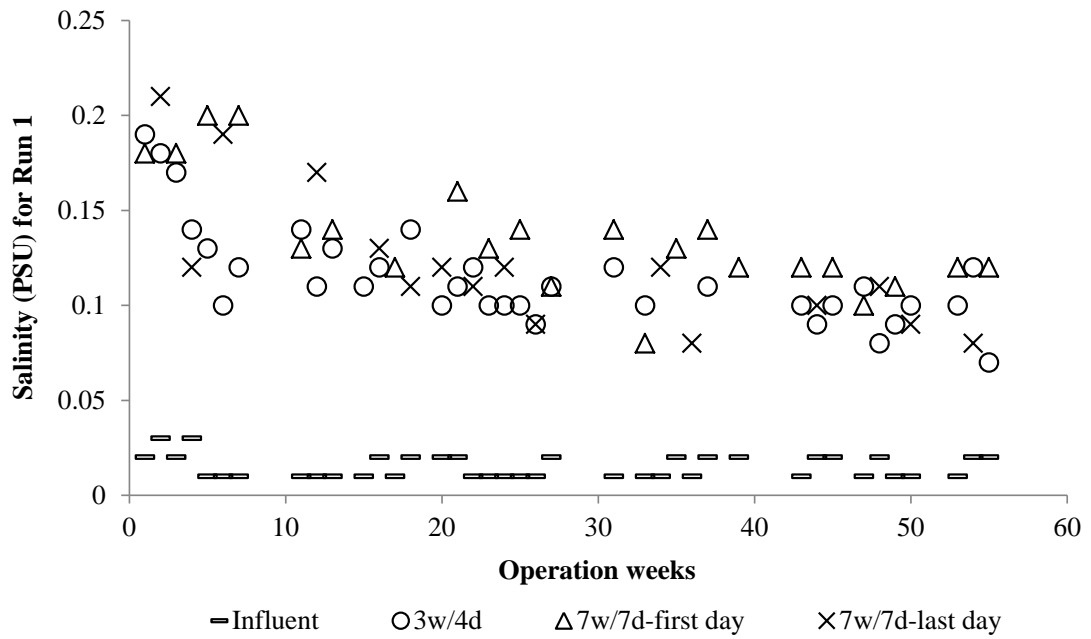 Salinity (PSU) for Run 1
0.25
0.2
0.15
0.1
0.05
0
0 10 20 30 40 50 60
Operation weeks
Influent 3w/4d 7w/7d-first day 7w/7d-last day